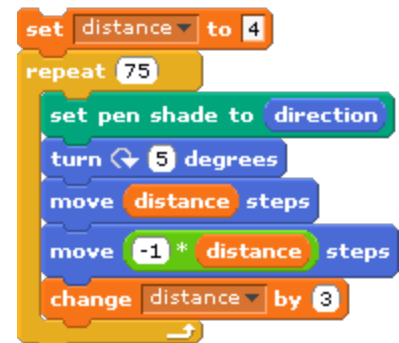 set distance to 4
repeat 75
set pen shade to direction
turn 5 degrees
move distance steps
move -1 * distance steps
change distance by 3